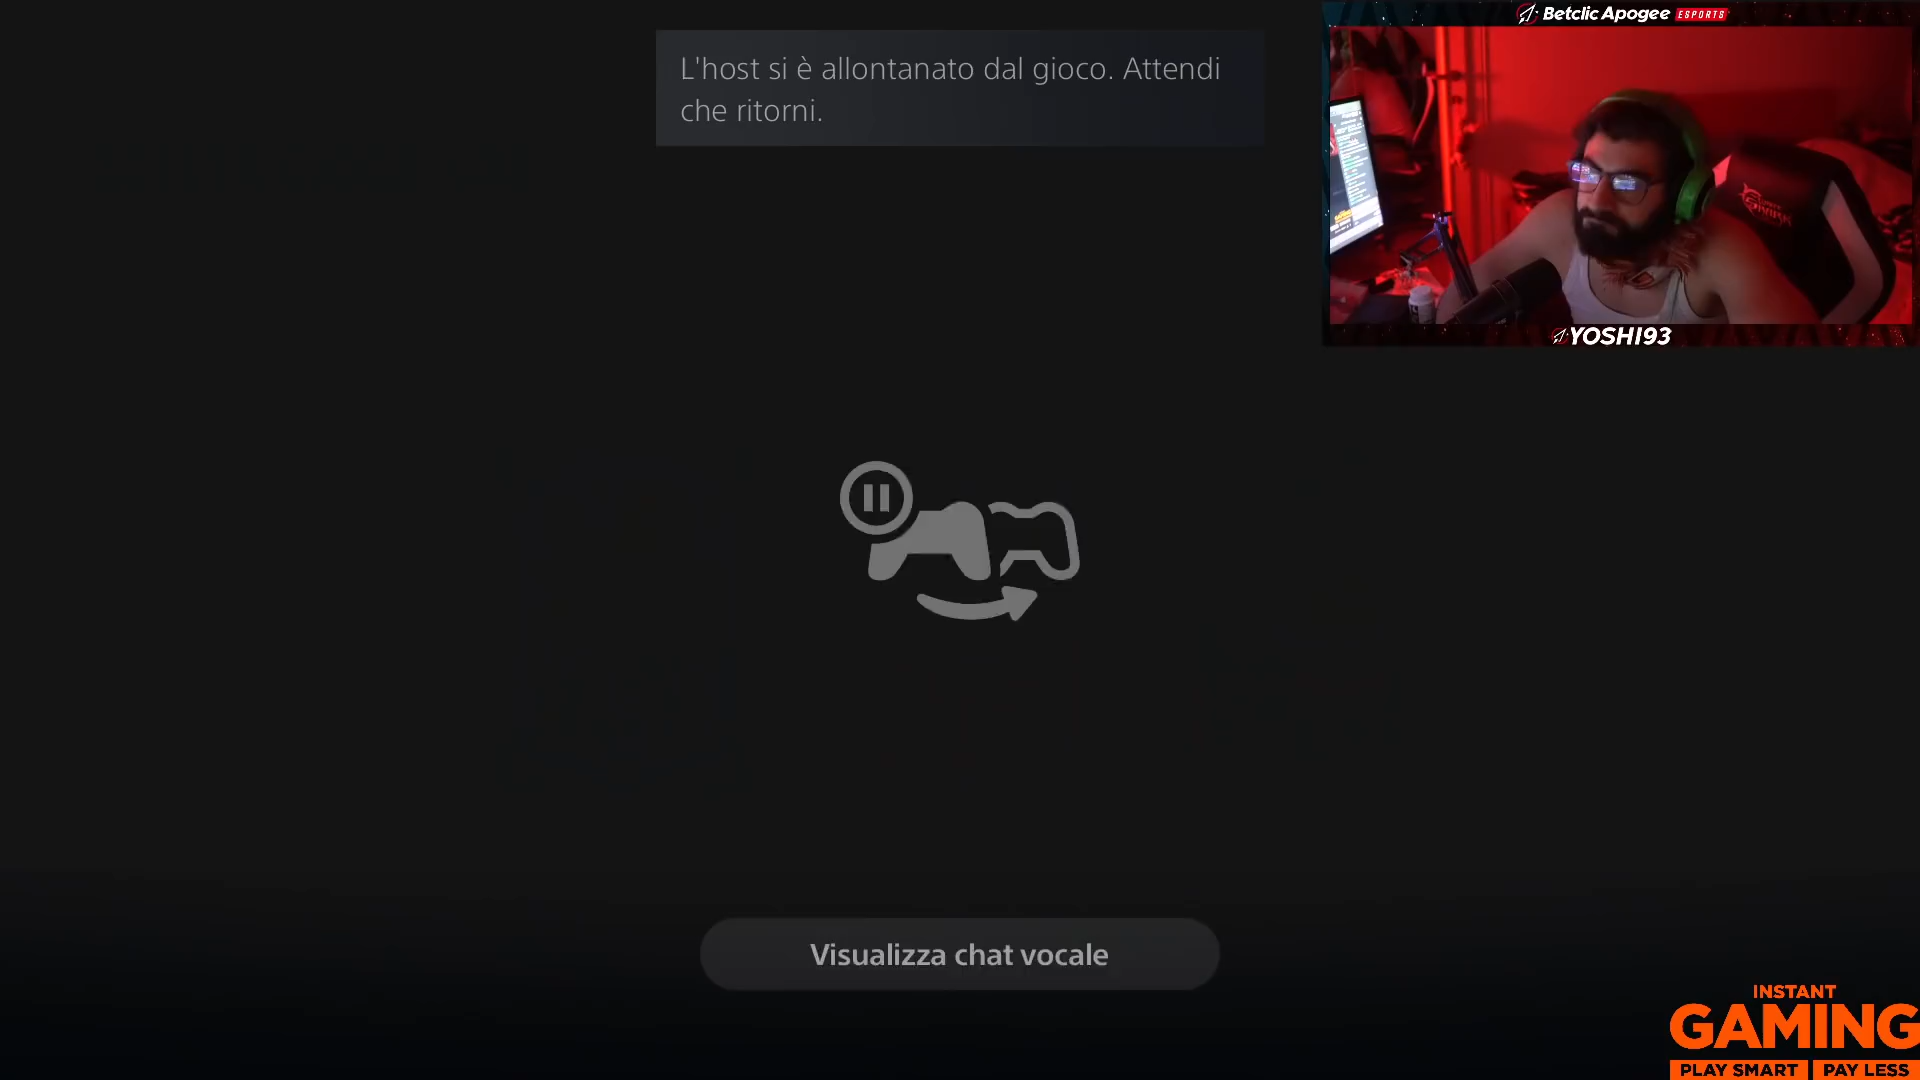 Betclic Apogee ESPORTS
L'host si è allontanato dal gioco. Attendi
che ritorni.
YOSHI93
Visualizza chat vocale
INSTANT
GAMING
PLAY SMART PAY LESS